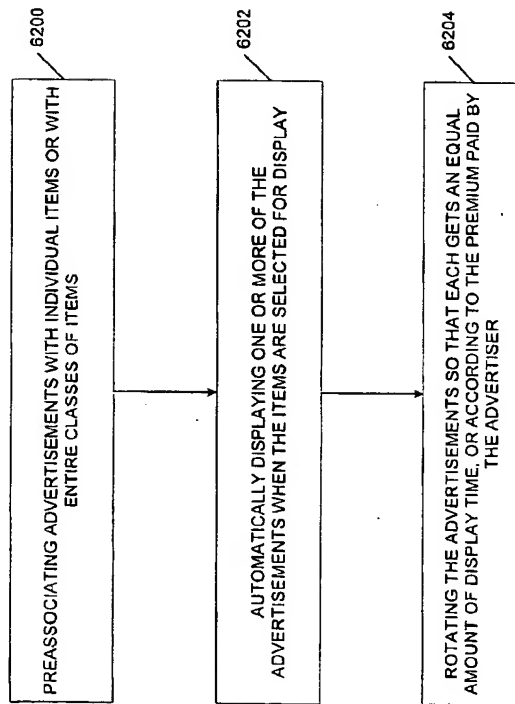 6200
PREASSOCIATING ADVERTISEMENTS WITH INDIVIDUAL ITEMS OR WITH
ENTIRE CLASSES OF ITEMS
6202
AUTOMATICALLY DISPLAYING ONE OR MORE OF THE
ADVERTISEMENTS WHEN THE ITEMS ARE SELECTED FOR DISPLAY
6204
ROTATING THE ADVERTISEMENTS SO THAT EACH GETS AN EQUAL
AMOUNT OF DISPLAY TIME, OR ACCORDING TO THE PREMIUM PAID BY
THE ADVERTISER